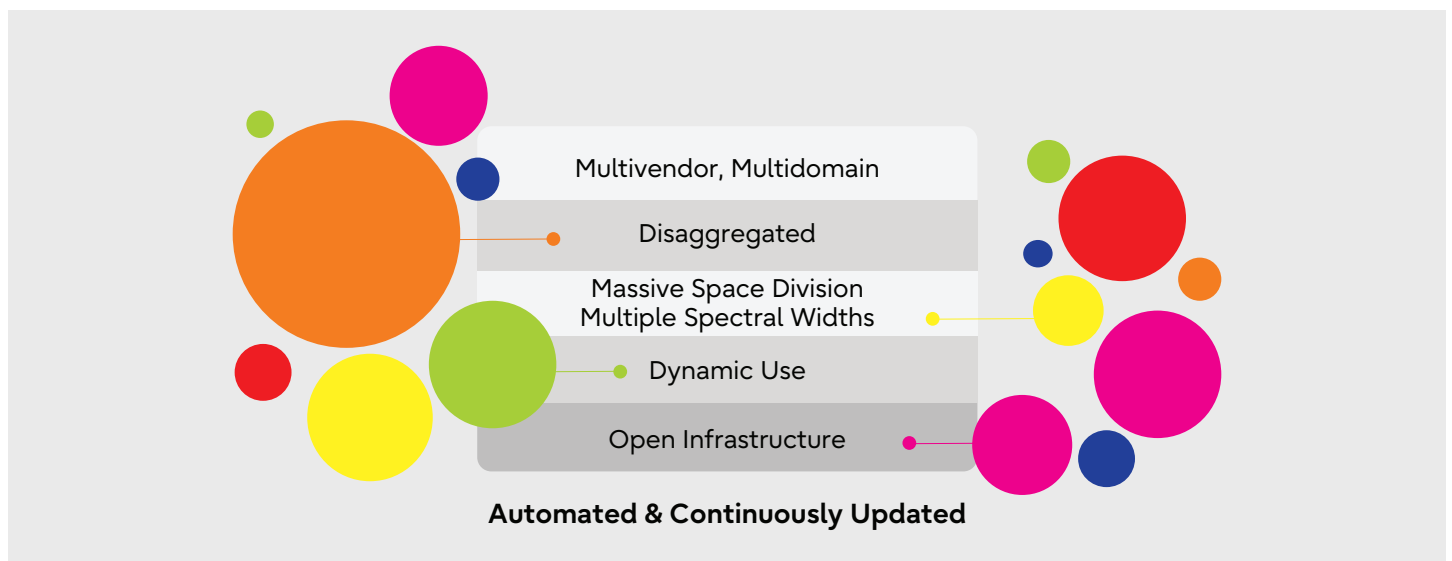 Multivendor, Multidomain
Disaggregated
Massive Space Division
Multiple Spectral Widths
Dynamic Use
Open Infrastructure
Automated & Continuously Updated